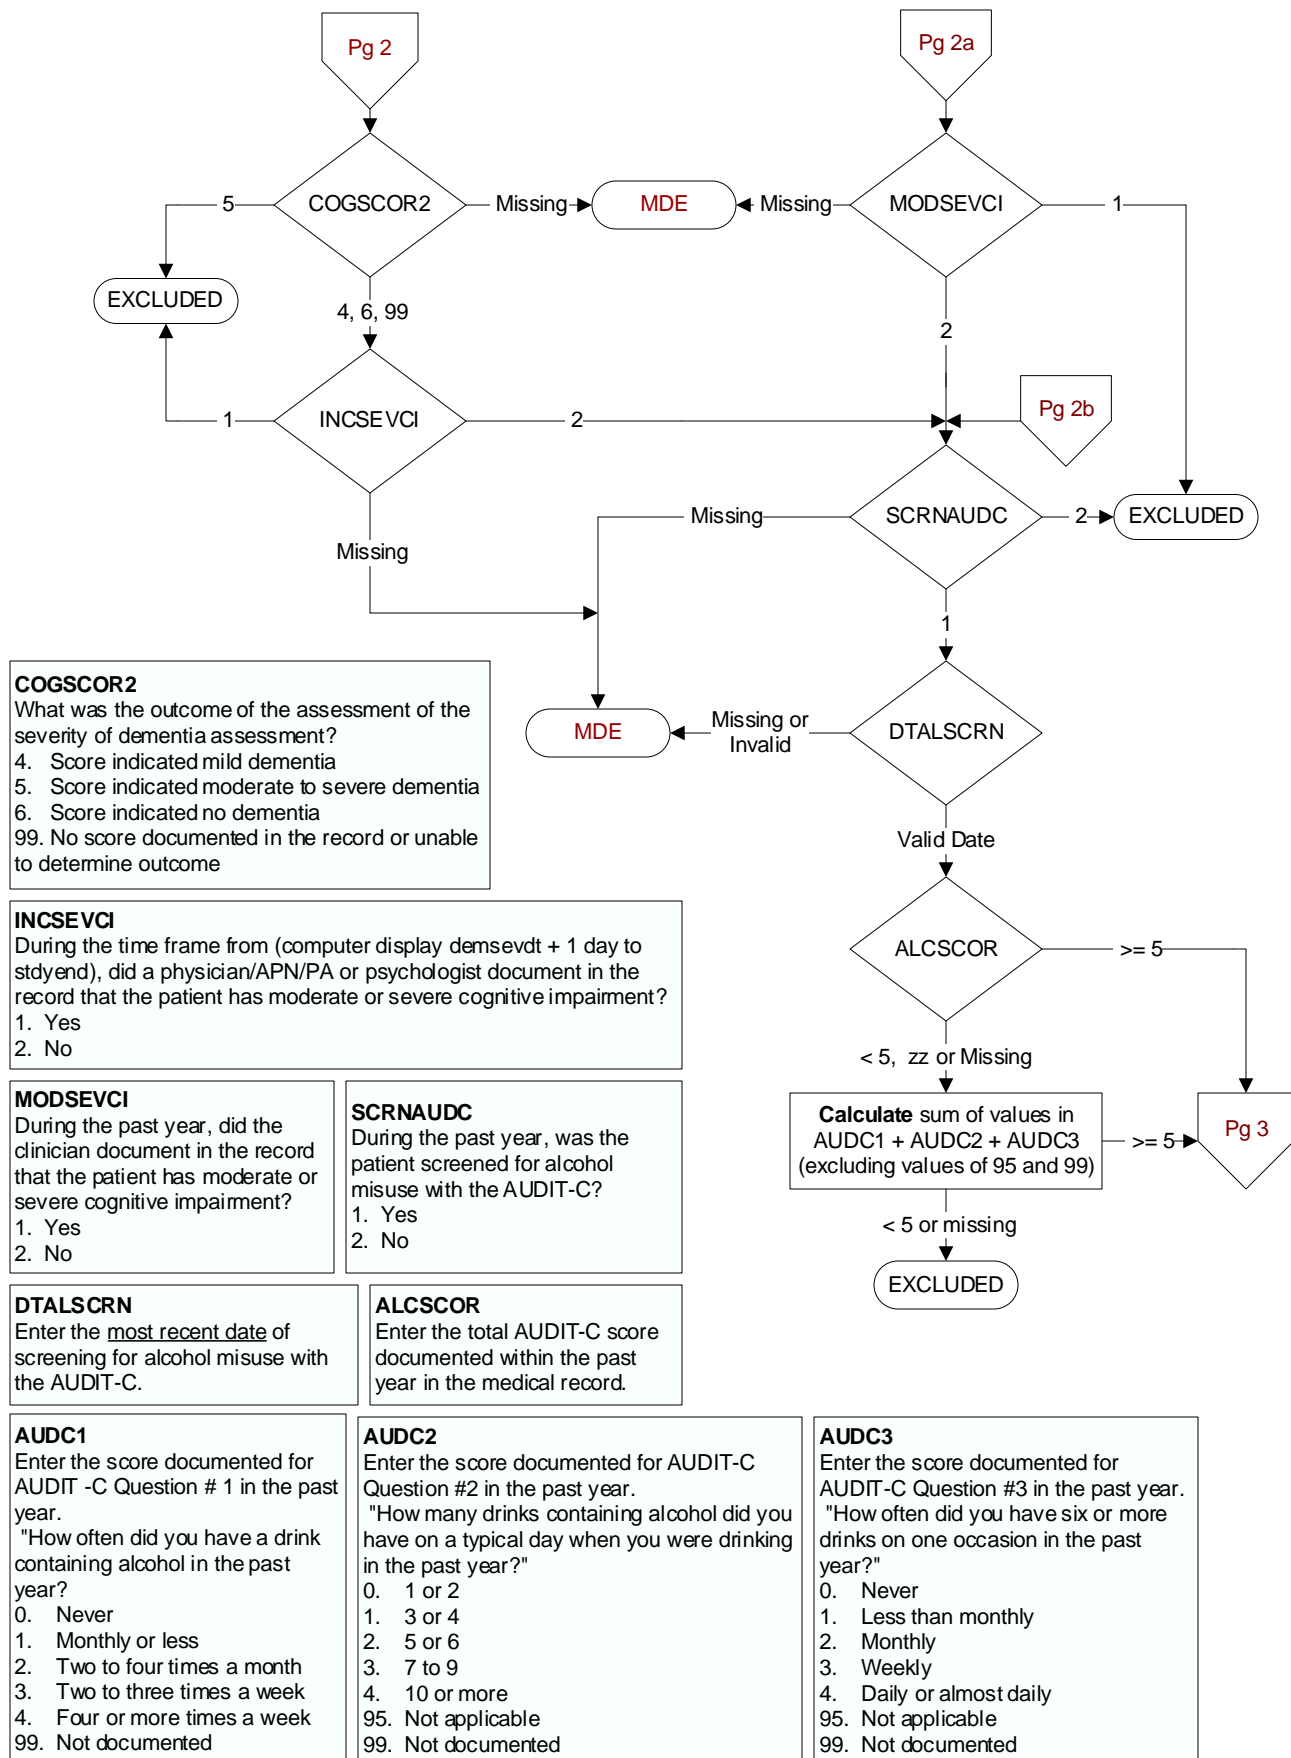 Pg 2
Pg 2a
COGSCOR2
MODSEVCI
5
Missing
MDE
Missing
1
EXCLUDED
4, 6, 99
2
INCSEVCI
1
2
Pg 2b
Missing
SCRNAUDC
2
EXCLUDED
Missing
1
MDE
Missing or
Invalid
DTALSCRN
Valid Date
ALCSCOR
>= 5
< 5, zz or Missing
Calculate sum of values in
AUDC1 + AUDC2 + AUDC3
(excluding values of 95 and 99)
>= 5
Pg 3
< 5 or missing
EXCLUDED
COGSCOR2
What was the outcome of the assessment of the
severity of dementia assessment?
4. Score indicated mild dementia
5. Score indicated moderate to severe dementia
6. Score indicated no dementia
99. No score documented in the record or unable
to determine outcome
INCSEVCI
During the time frame from (computer display demsevdt + 1 day to
stdyend), did a physician/APN/PA or psychologist document in the
record that the patient has moderate or severe cognitive impairment?
1. Yes
2. No
MODSEVCI
During the past year, did the
clinician document in the record
that the patient has moderate or
severe cognitive impairment?
1. Yes
2. No
SCRNAUDC
During the past year, was the
patient screened for alcohol
misuse with the AUDIT-C?
1. Yes
2. No
DTALSCRN
Enter the most recent date of
screening for alcohol misuse with
the AUDIT-C.
ALCSCOR
Enter the total AUDIT-C score
documented within the past
year in the medical record.
AUDC1
Enter the score documented for
AUDIT -C Question # 1 in the past
year.
"How often did you have a drink
containing alcohol in the past
year?
0. Never
1. Monthly or less
2. Two to four times a month
3. Two to three times a week
4. Four or more times a week
99. Not documented
AUDC2
Enter the score documented for AUDIT-C
Question #2 in the past year.
"How many drinks containing alcohol did you
have on a typical day when you were drinking
in the past year?"
0. 1 or 2
1. 3 or 4
2. 5 or 6
3. 7 to 9
4. 10 or more
95. Not applicable
99. Not documented
AUDC3
Enter the score documented for
AUDIT-C Question #3 in the past year.
"How often did you have six or more
drinks on one occasion in the past
year?"
0. Never
1. Less than monthly
2. Monthly
3. Weekly
4. Daily or almost daily
95. Not applicable
99. Not documented